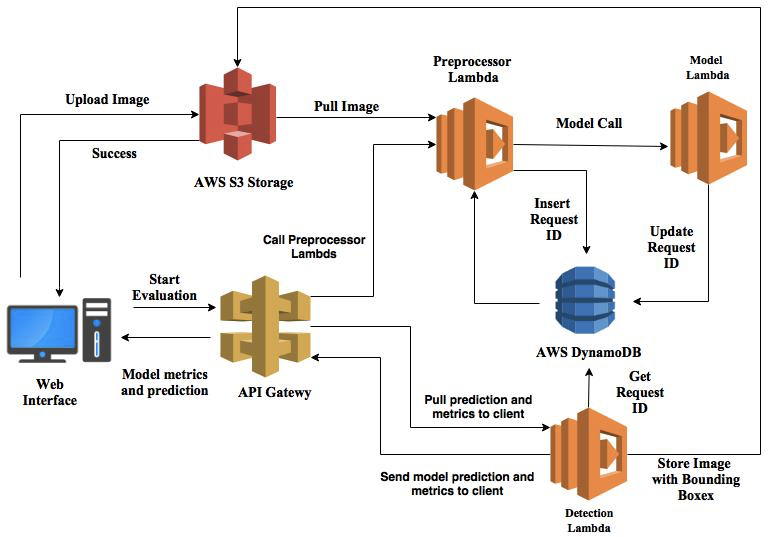 Preprocessor
Lambda
Model
Lambda
Upload Image
Pull Image
Model Call
Success
AWS S3 Storage
Insert
Request
ID
Update
Request
ID
Call Preprocessor
Lambds
Start
Evaluation
AWS DynamoDB
Model metrics
and prediction
Web
Interface
API Gatewy
Get
Request
ID
Pull prediction and
metrics to client
Send model prediction and
metrics to client
Store Image
with Bounding
Boxex
Detection
Lambda